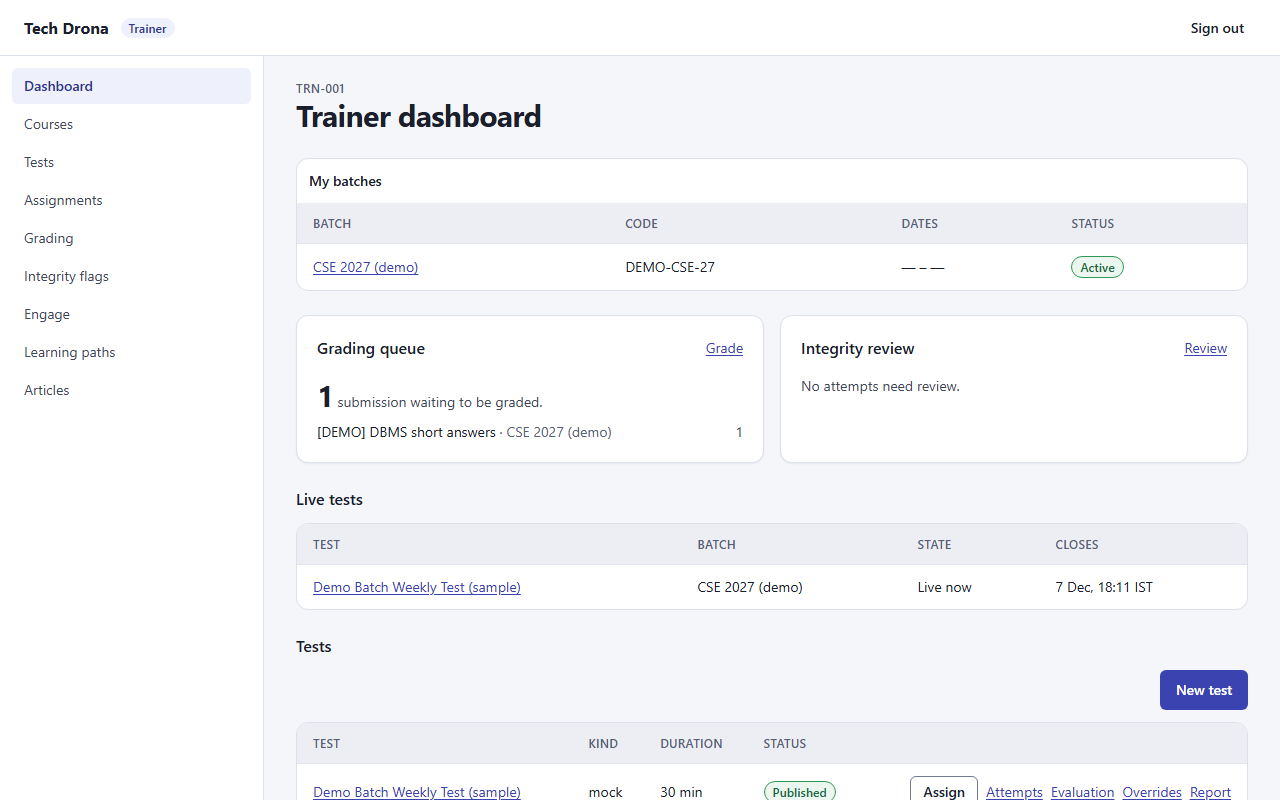 Tech Drona Trainer Sign out
Dashboard
Courses
Tests
Assignments
Grading
Integrity flags
Engage
Learning paths
Articles
TRN-001
Trainer dashboard
My batches
BATCH CODE DATES STATUS
CSE 2027 (demo) DEMO-CSE-27 — – — Active
Grading queue Grade
1 submission waiting to be graded.
[DEMO] DBMS short answers · CSE 2027 (demo) 1
Integrity review Review
No attempts need review.
Live tests
TEST BATCH STATE CLOSES
Demo Batch Weekly Test (sample) CSE 2027 (demo) Live now 7 Dec, 18:11 IST
Tests
New test
TEST KIND DURATION STATUS
Demo Batch Weekly Test (sample) mock 30 min Published Assign Attempts Evaluation Overrides Report